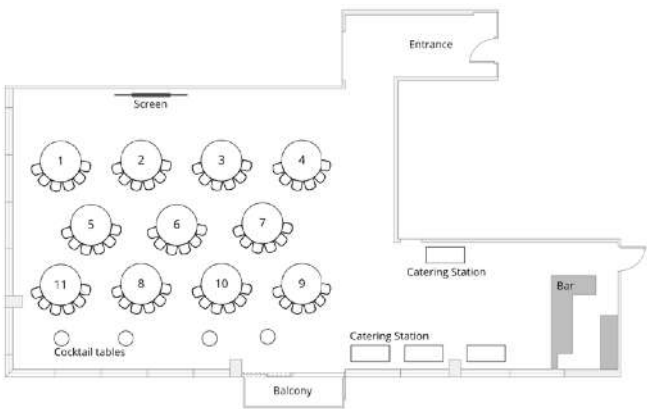 Entrance
Screen
1
2
3
4
5
6
7
11
8
10
9
Catering Station
Bar
Catering Station
Cocktail tables
Balcony